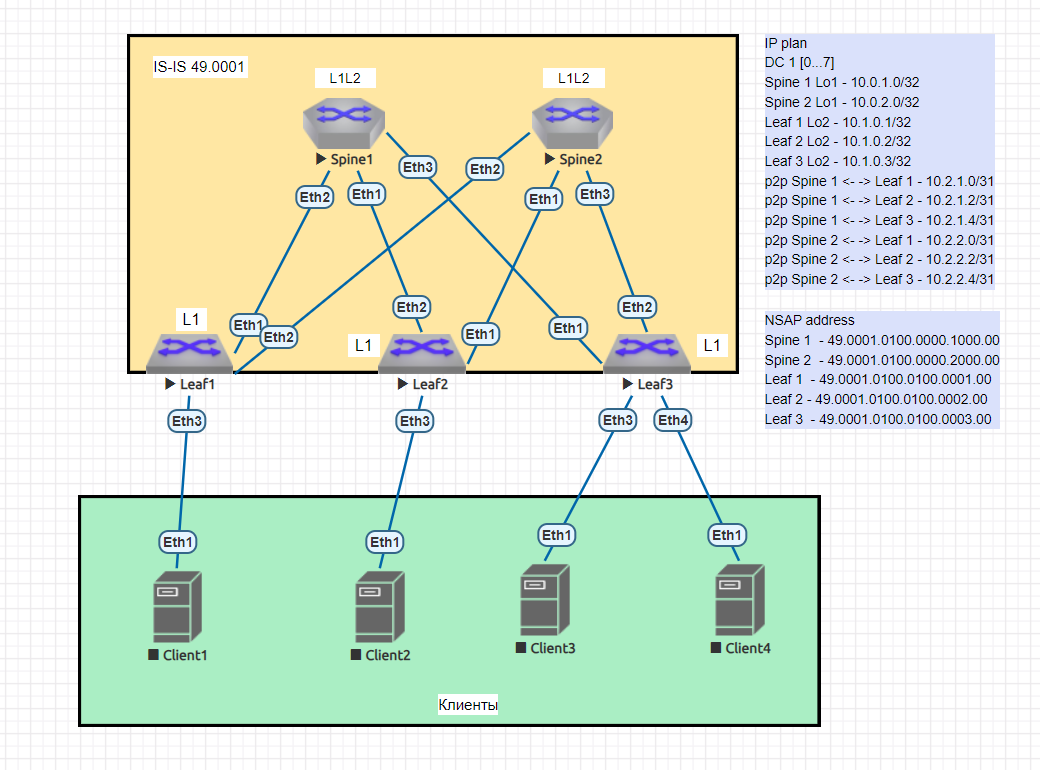 IS-IS 49.0001
L1L2
L1L2
Spine1
Spine2
Eth3
Eth2
Eth2
Eth1
Eth1
Eth3
L1
Eth1
Eth2
Eth2
L1
Eth1
Eth1
Eth2
L1
Leaf1
Leaf2
Leaf3
Eth3
Eth3
Eth3
Eth4
Eth1
Eth1
Eth1
Eth1
Client1
Client2
Client3
Client4
Клиенты
IP plan
DC 1 [0...7]
Spine 1 Lo1 - 10.0.1.0/32
Spine 2 Lo1 - 10.0.2.0/32
Leaf 1 Lo2 - 10.1.0.1/32
Leaf 2 Lo2 - 10.1.0.2/32
Leaf 3 Lo2 - 10.1.0.3/32
p2p Spine 1 <- -> Leaf 1 - 10.2.1.0/31
p2p Spine 1 <- -> Leaf 2 - 10.2.1.2/31
p2p Spine 1 <- -> Leaf 3 - 10.2.1.4/31
p2p Spine 2 <- -> Leaf 1 - 10.2.2.0/31
p2p Spine 2 <- -> Leaf 2 - 10.2.2.2/31
p2p Spine 2 <- -> Leaf 3 - 10.2.2.4/31
NSAP address
Spine 1 - 49.0001.0100.0000.1000.00
Spine 2 - 49.0001.0100.0000.2000.00
Leaf 1 - 49.0001.0100.0100.0001.00
Leaf 2 - 49.0001.0100.0100.0002.00
Leaf 3 - 49.0001.0100.0100.0003.00